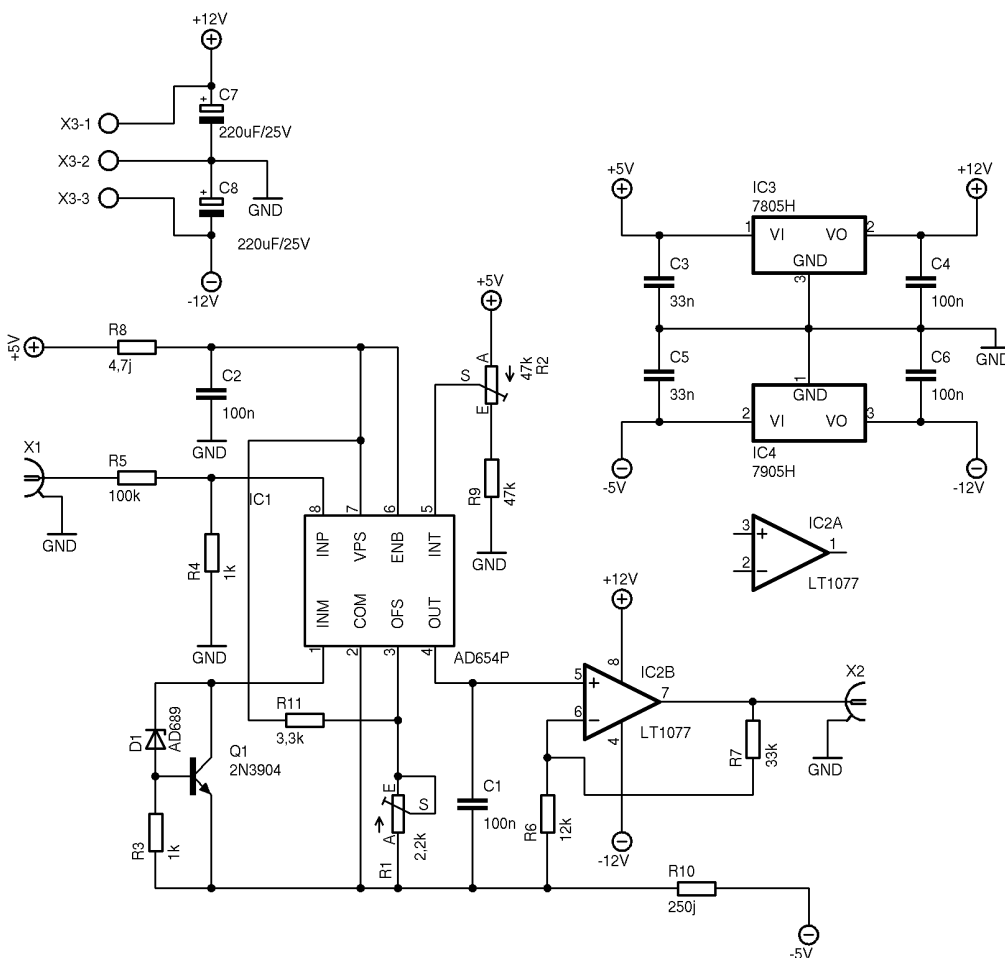 +12V
C7
+
220uF/25V
X3-1
X3-2
X3-3
C8
+
GND
220uF/25V
-12V
+5V
+12V
IC3
7805H
1
VI
VO
2
GND
3
C3
33n
C4
100n
GND
C5
33n
C6
100n
1
GND
2
VI
VO
3
IC4
7905H
-5V
-12V
+5V
R8
4,7j
C2
100n
GND
+5V
A
S
E
47k
R2
R9
47k
GND
X1
GND
R5
100k
R4
1k
GND
IC1
8
7
6
5
INP
VPS
ENB
INT
INM
COM
OFS
OUT
1
2
3
4
AD654P
IC2A
3
+
2
−
1
LT1077
+12V
8
IC2B
5
+
6
−
7
4
LT1077
-12V
X2
GND
R7
33k
R11
3,3k
D1
AD689
Q1
2N3904
R3
1k
E
S
A
R1
2,2k
C1
100n
R6
12k
R10
250j
-5V